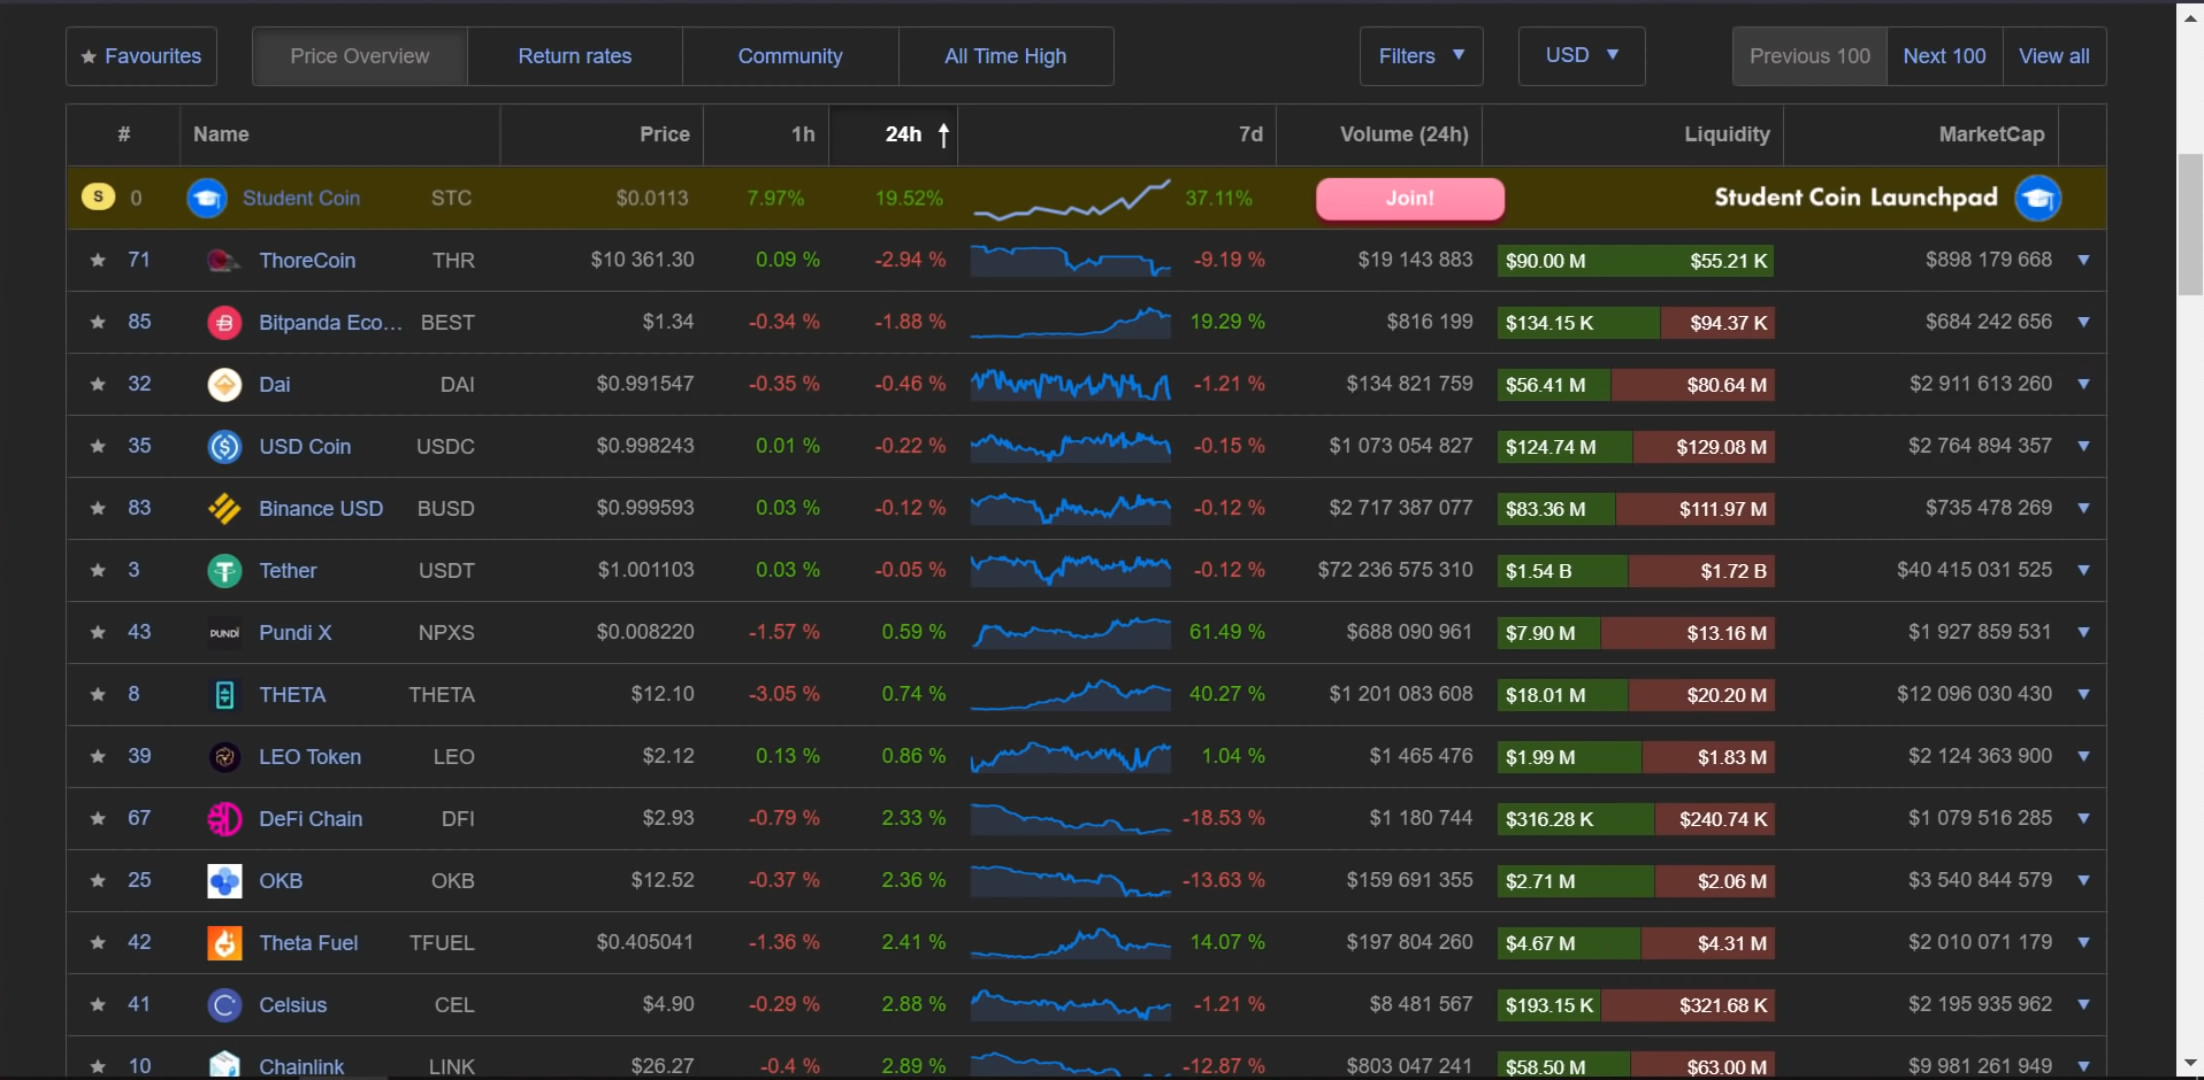 ★ Favourites Price Overview Return rates Community All Time High Filters ▼ USD ▼ Previous 100 Next 100 View all
# Name Price 1h 24h ↑ 7d Volume (24h) Liquidity MarketCap
S 0 Student Coin STC $0.0113 7.97% 19.52% 37.11% Join! Student Coin Launchpad
★ 71 ThoreCoin THR $10 361.30 0.09 % -2.94 % -9.19 % $19 143 883 $90.00 M $55.21 K $898 179 668 ▼
★ 85 Bitpanda Eco... BEST $1.34 -0.34 % -1.88 % 19.29 % $816 199 $134.15 K $94.37 K $684 242 656 ▼
★ 32 Dai DAI $0.991547 -0.35 % -0.46 % -1.21 % $134 821 759 $56.41 M $80.64 M $2 911 613 260 ▼
★ 35 USD Coin USDC $0.998243 0.01 % -0.22 % -0.15 % $1 073 054 827 $124.74 M $129.08 M $2 764 894 357 ▼
★ 83 Binance USD BUSD $0.999593 0.03 % -0.12 % -0.12 % $2 717 387 077 $83.36 M $111.97 M $735 478 269 ▼
★ 3 Tether USDT $1.001103 0.03 % -0.05 % -0.12 % $72 236 575 310 $1.54 B $1.72 B $40 415 031 525 ▼
★ 43 PUNDI Pundi X NPXS $0.008220 -1.57 % 0.59 % 61.49 % $688 090 961 $7.90 M $13.16 M $1 927 859 531 ▼
★ 8 THETA THETA $12.10 -3.05 % 0.74 % 40.27 % $1 201 083 608 $18.01 M $20.20 M $12 096 030 430 ▼
★ 39 LEO Token LEO $2.12 0.13 % 0.86 % 1.04 % $1 465 476 $1.99 M $1.83 M $2 124 363 900 ▼
★ 67 DeFi Chain DFI $2.93 -0.79 % 2.33 % -18.53 % $1 180 744 $316.28 K $240.74 K $1 079 516 285 ▼
★ 25 OKB OKB $12.52 -0.37 % 2.36 % -13.63 % $159 691 355 $2.71 M $2.06 M $3 540 844 579 ▼
★ 42 Theta Fuel TFUEL $0.405041 -1.36 % 2.41 % 14.07 % $197 804 260 $4.67 M $4.31 M $2 010 071 179 ▼
★ 41 Celsius CEL $4.90 -0.29 % 2.88 % -1.21 % $8 481 567 $193.15 K $321.68 K $2 195 935 962 ▼
★ 10 Chainlink LINK $26.27 -0.4 % 2.89 % -12.87 % $803 047 241 $58.50 M $63.00 M $9 981 261 949 ▼